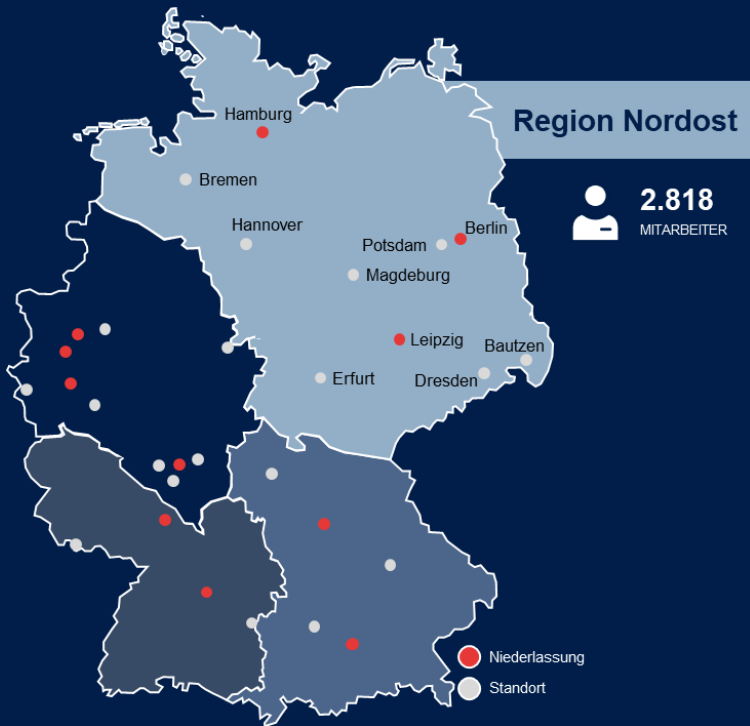 Hamburg
Region Nordost
Bremen
2.818
MITARBEITER
Hannover
Berlin
Potsdam
Magdeburg
Leipzig
Bautzen
Erfurt
Dresden
Niederlassung
Standort